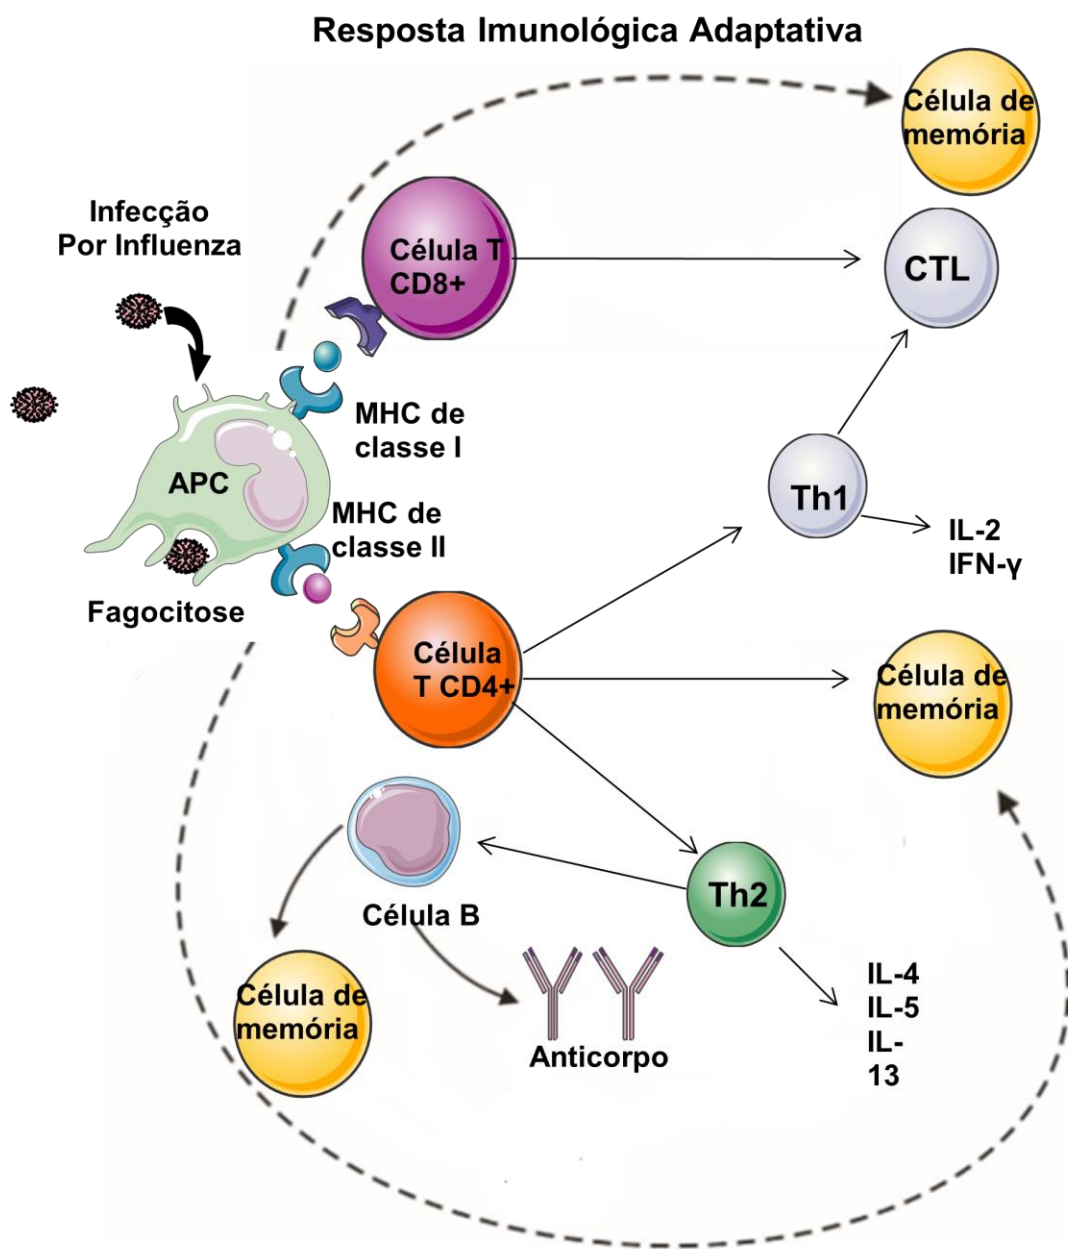 Resposta Imunológica Adaptativa
Célula de
memória
Infecção
Por Influenza
Célula T
CD8+
CTL
MHC de
classe I
APC
Th1
MHC de
classe II
IL-2
IFN-γ
Fagocitose
Célula
T CD4+
Célula de
memória
Th2
Célula B
IL-4
IL-5
IL-
13
Célula de
memória
Anticorpo